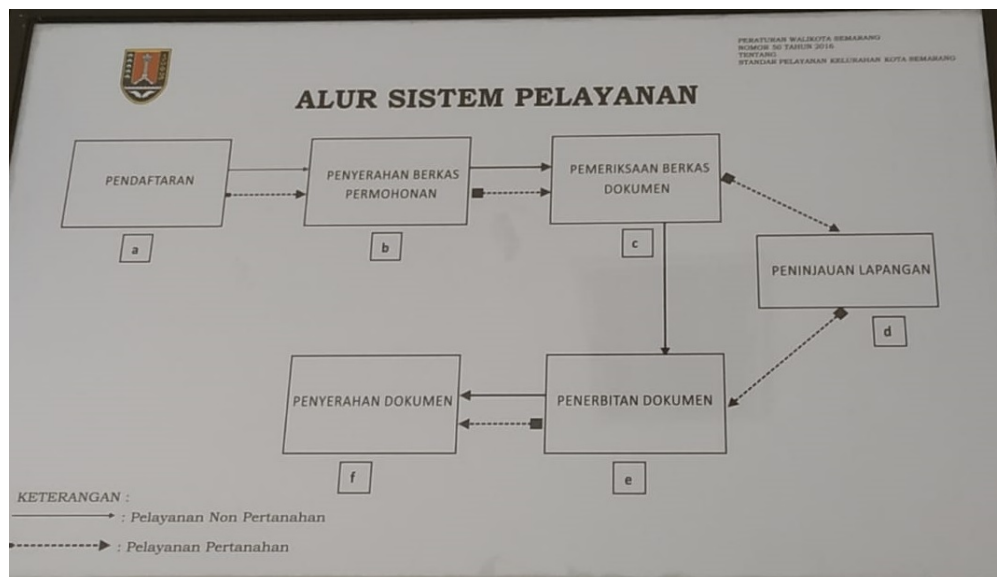 PERATURAN WALIKOTA SEMARANG
NOMOR 50 TAHUN 2016
TENTANG
STANDAR PELAYANAN KELURAHAN KOTA SEMARANG
ALUR SISTEM PELAYANAN
PENDAFTARAN
a
PENYERAHAN BERKAS
PERMOHONAN
b
PEMERIKSAAN BERKAS
DOKUMEN
c
PENINJAUAN LAPANGAN
d
PENERBITAN DOKUMEN
e
PENYERAHAN DOKUMEN
f
KETERANGAN :
: Pelayanan Non Pertanahan
: Pelayanan Pertanahan